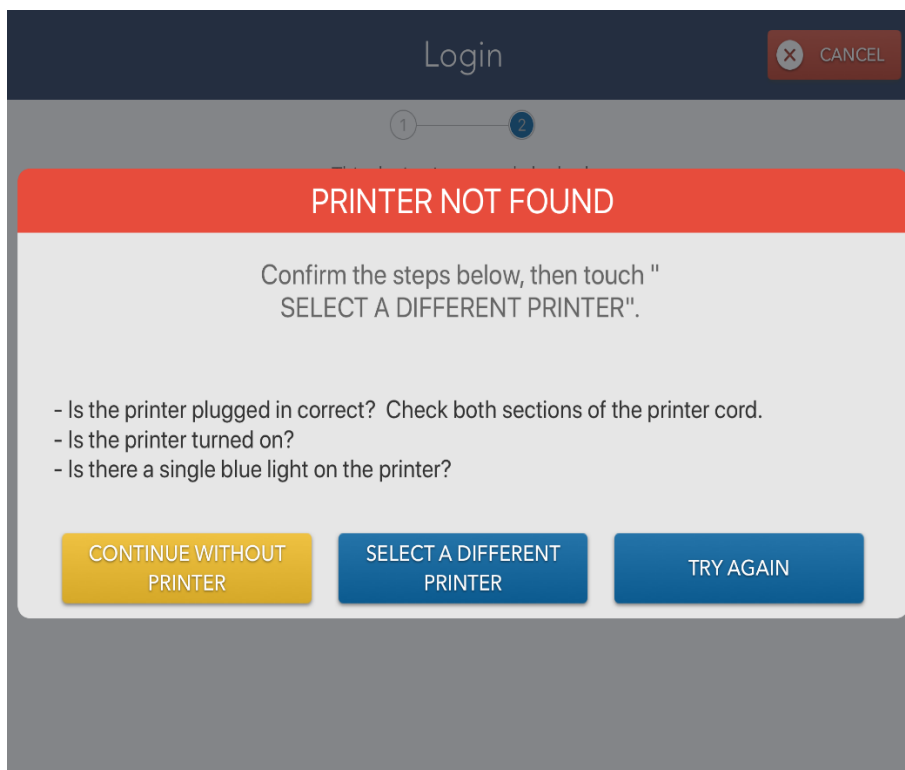 Login
CANCEL
1
2
PRINTER NOT FOUND
Confirm the steps below, then touch "
SELECT A DIFFERENT PRINTER".
- Is the printer plugged in correct?  Check both sections of the printer cord.
- Is the printer turned on?
- Is there a single blue light on the printer?
CONTINUE WITHOUT
PRINTER
SELECT A DIFFERENT
PRINTER
TRY AGAIN